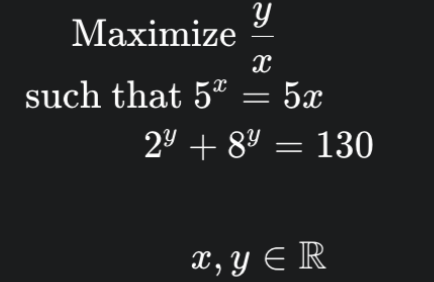 Maximize y/x
such that 5^x = 5x
2^y + 8^y = 130
x, y ∈ ℝ